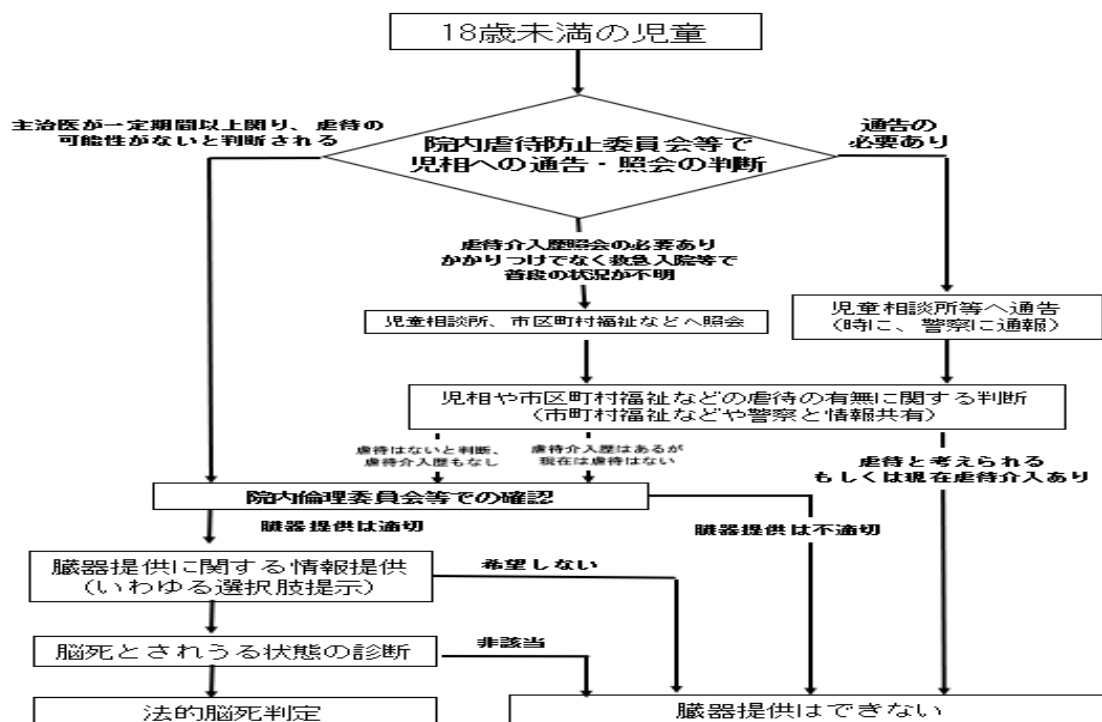 18歳未満の児童
主治医が一定期間以上関り、虐待の
可能性がないと判断される
院内虐待防止委員会等で
児相への通告・照会の判断
通告の
必要あり
虐待介入歴照会の必要あり
かかりつけでなく救急入院等で
普段の状況が不明
児童相談所、市区町村福祉などへ照会
児童相談所等へ通告
(時に、警察に通報)
児相や市区町村福祉などの虐待の有無に関する判断
(市町村福祉などや警察と情報共有)
虐待はないと判断、
虐待介入歴もなし
虐待介入歴はあるが
現在は虐待はない
虐待と考えられる
もしくは現在虐待介入あり
院内倫理委員会等での確認
臓器提供は適切
臓器提供は不適切
臓器提供に関する情報提供
(いわゆる選択肢提示)
希望しない
脳死とされうる状態の診断
非該当
法的脳死判定
臓器提供はできない